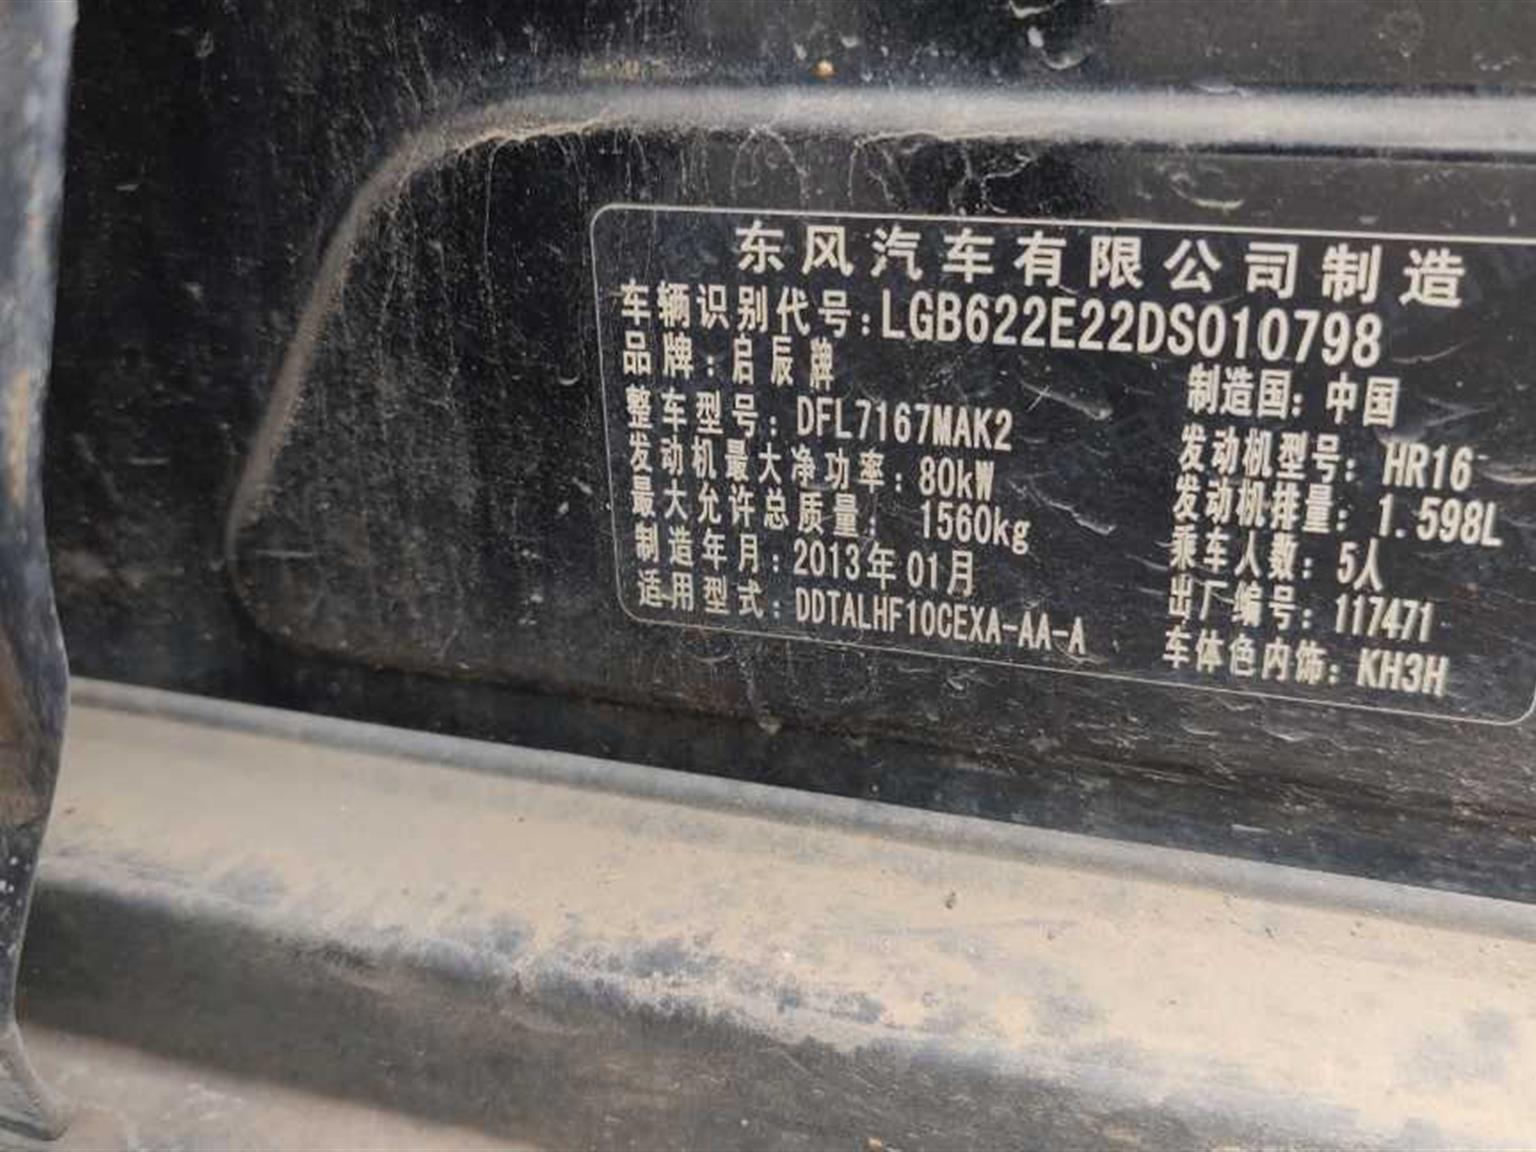 东风汽车有限公司制造
车辆识别代号:LGB622E22DS010798
品牌:启辰牌 制造国:中国
整车型号:DFL7167MAK2 发动机型号:HR16
发动机最大净功率:80kW 发动机排量:1.598L
最大允许总质量: 1560kg 乘车人数:5人
制造年月:2013年01月 出厂编号:117471
适用型式:DDTALHF10CEXA-AA-A 车体色内饰:KH3H